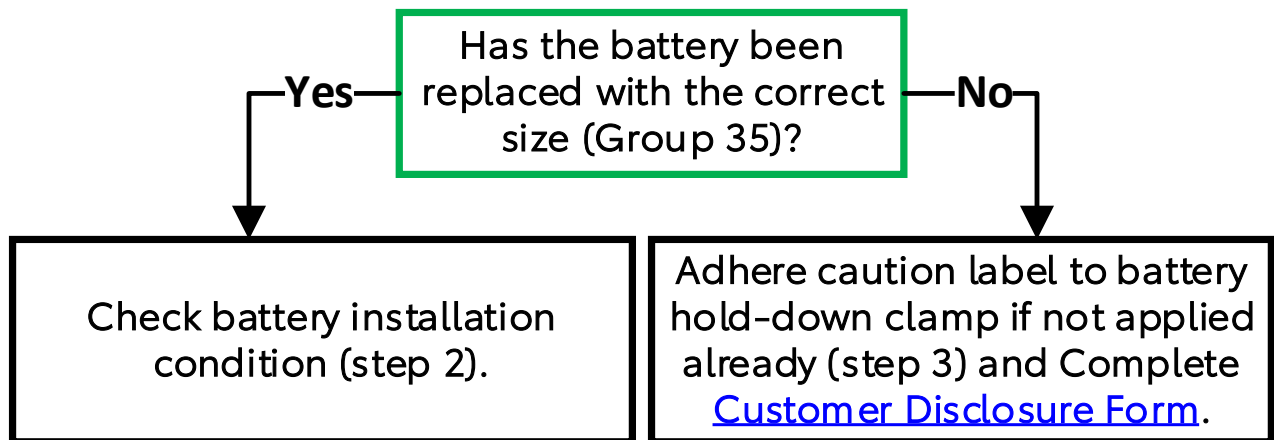 Has the battery been
replaced with the correct
size (Group 35)?
Yes
No
Check battery installation
condition (step 2).
Adhere caution label to battery
hold-down clamp if not applied
already (step 3) and Complete
Customer Disclosure Form.